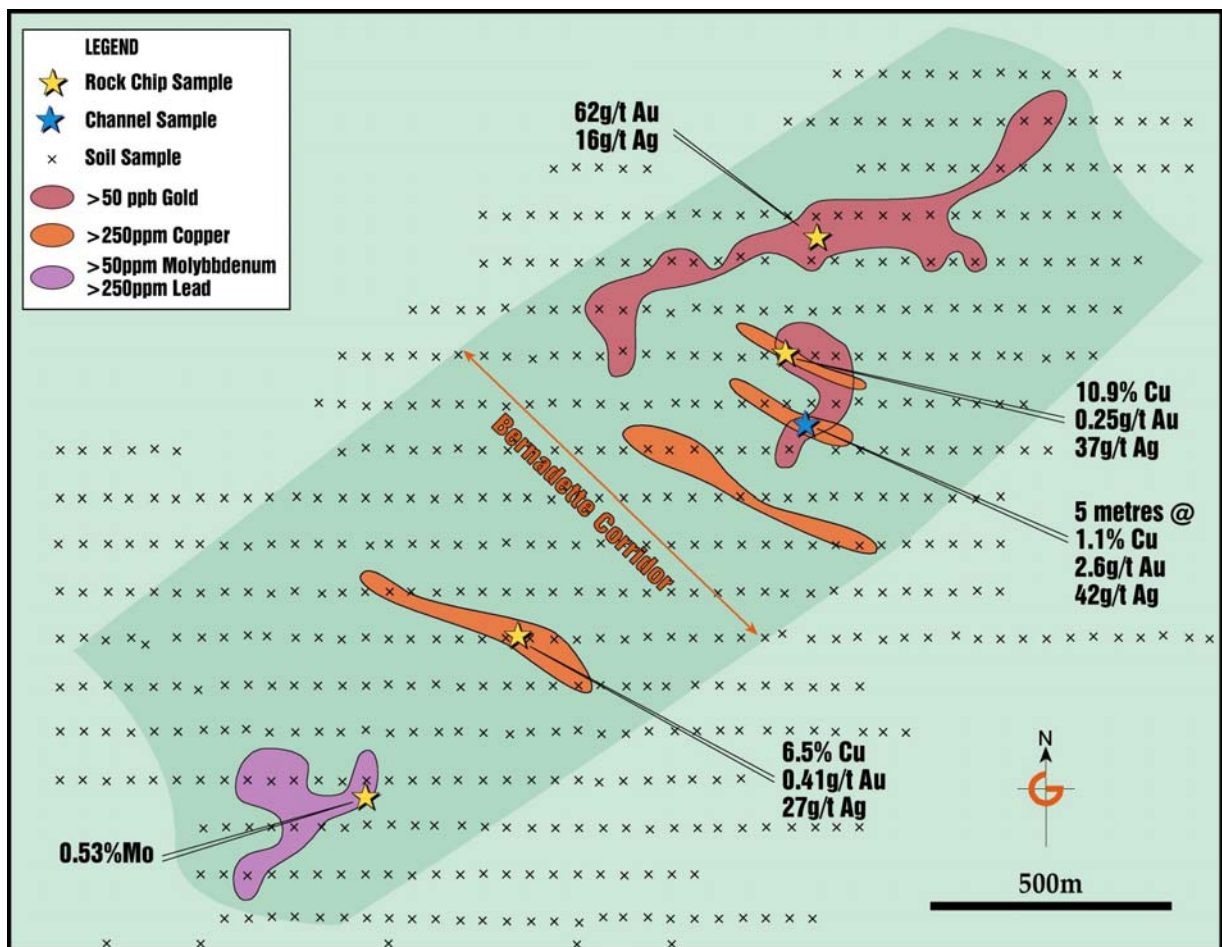 LEGEND
Rock Chip Sample
Channel Sample
Soil Sample
>50 ppb Gold
>250ppm Copper
>50ppm Molybbdenum
>250ppm Lead
62g/t Au
16g/t Ag
10.9% Cu
0.25g/t Au
37g/t Ag
Bernadette Corridor
5 metres @
1.1% Cu
2.6g/t Au
42g/t Ag
6.5% Cu
0.41g/t Au
27g/t Ag
0.53%Mo
N
500m